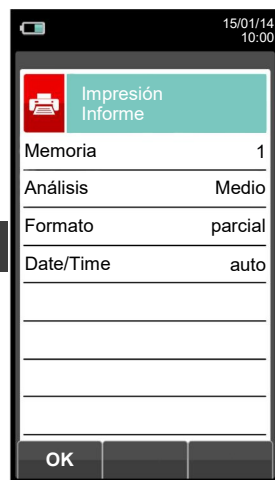 15/01/14
10:00
Impresión
Informe
Memoria 1
Análisis Medio
Formato parcial
Date/Time auto
OK